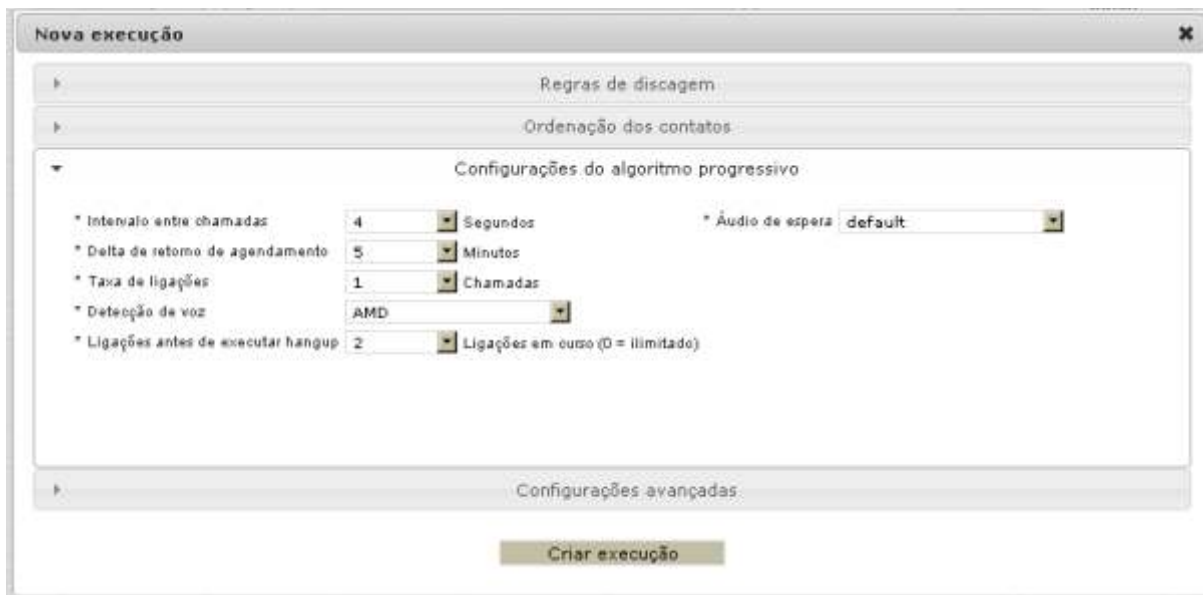 Nova execução
Regras de discagem
Ordenação dos contatos
Configurações do algoritmo progressivo
* Intervalo entre chamadas 4 Segundos * Áudio de espera default
* Delta de retorno de agendamento 5 Minutos
* Taxa de ligações 1 Chamadas
* Detecção de voz AMD
* Ligações antes de executar hangup 2 Ligações em curso (0 = ilimitado)
Configurações avançadas
Criar execução